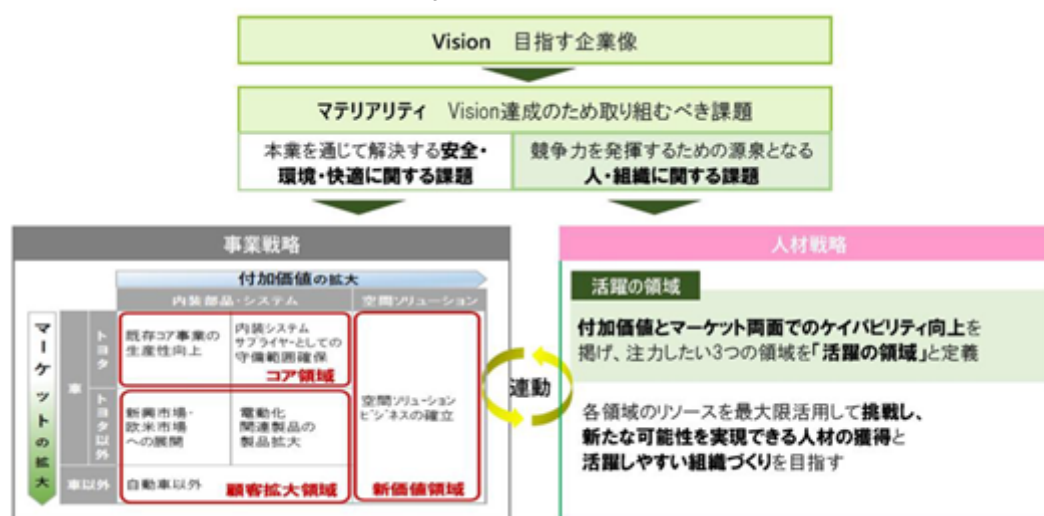 Vision　目指す企業像
マテリアリティ　Vision達成のため取り組むべき課題
本業を通じて解決する安全・
環境・快適に関する課題
競争力を発揮するための源泉となる
人・組織に関する課題
事業戦略
付加価値の拡大
内装部品・システム
空間ソリューション
マーケットの拡大
車
トヨタ
既存コア事業の
生産性向上
内装システム
サプライヤーとしての
守備範囲確保
コア領域
トヨタ以外
新興市場・
欧米市場
への展開
電動化
関連製品の
製品拡大
空間ソリューション
ビジネスの確立
車以外
自動車以外
顧客拡大領域
新価値領域
連動
人材戦略
活躍の領域
付加価値とマーケット両面でのケイパビリティ向上を
掲げ、注力したい3つの領域を「活躍の領域」と定義
各領域のリソースを最大限活用して挑戦し、
新たな可能性を実現できる人材の獲得と
活躍しやすい組織づくりを目指す